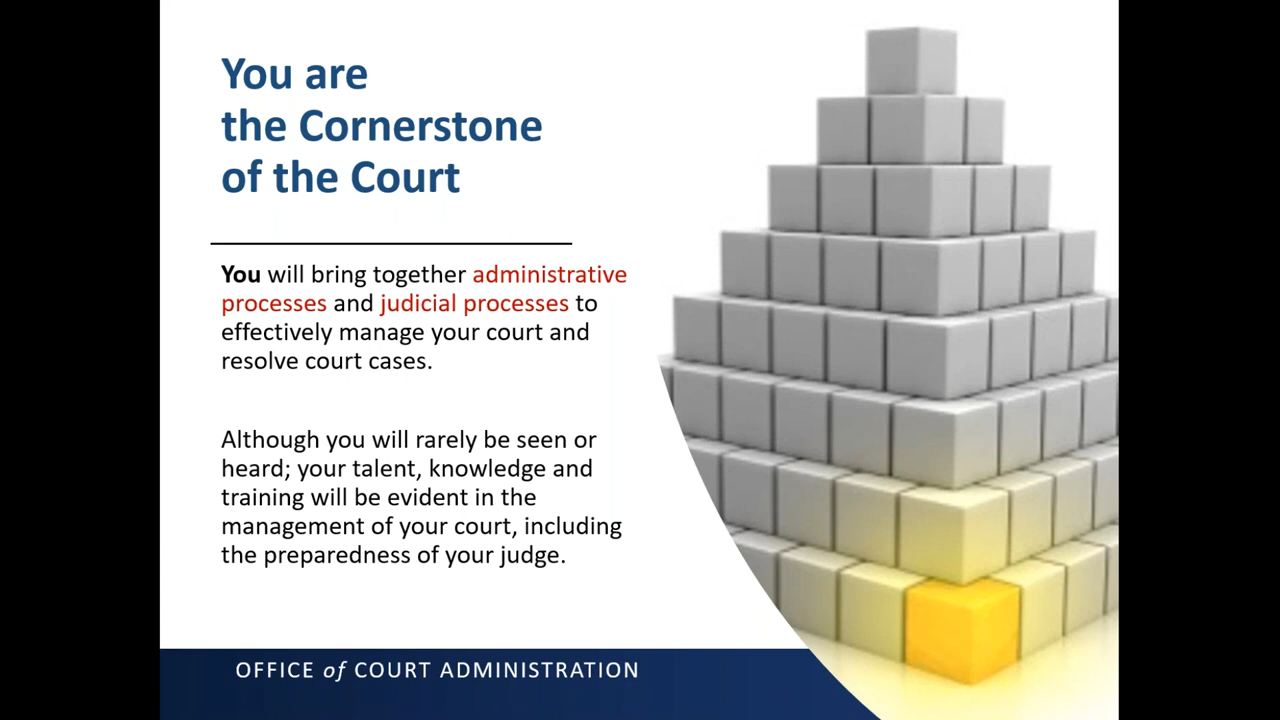 You are
the Cornerstone
of the Court
You will bring together administrative
processes and judicial processes to
effectively manage your court and
resolve court cases.
Although you will rarely be seen or
heard; your talent, knowledge and
training will be evident in the
management of your court, including
the preparedness of your judge.
OFFICE of COURT ADMINISTRATION